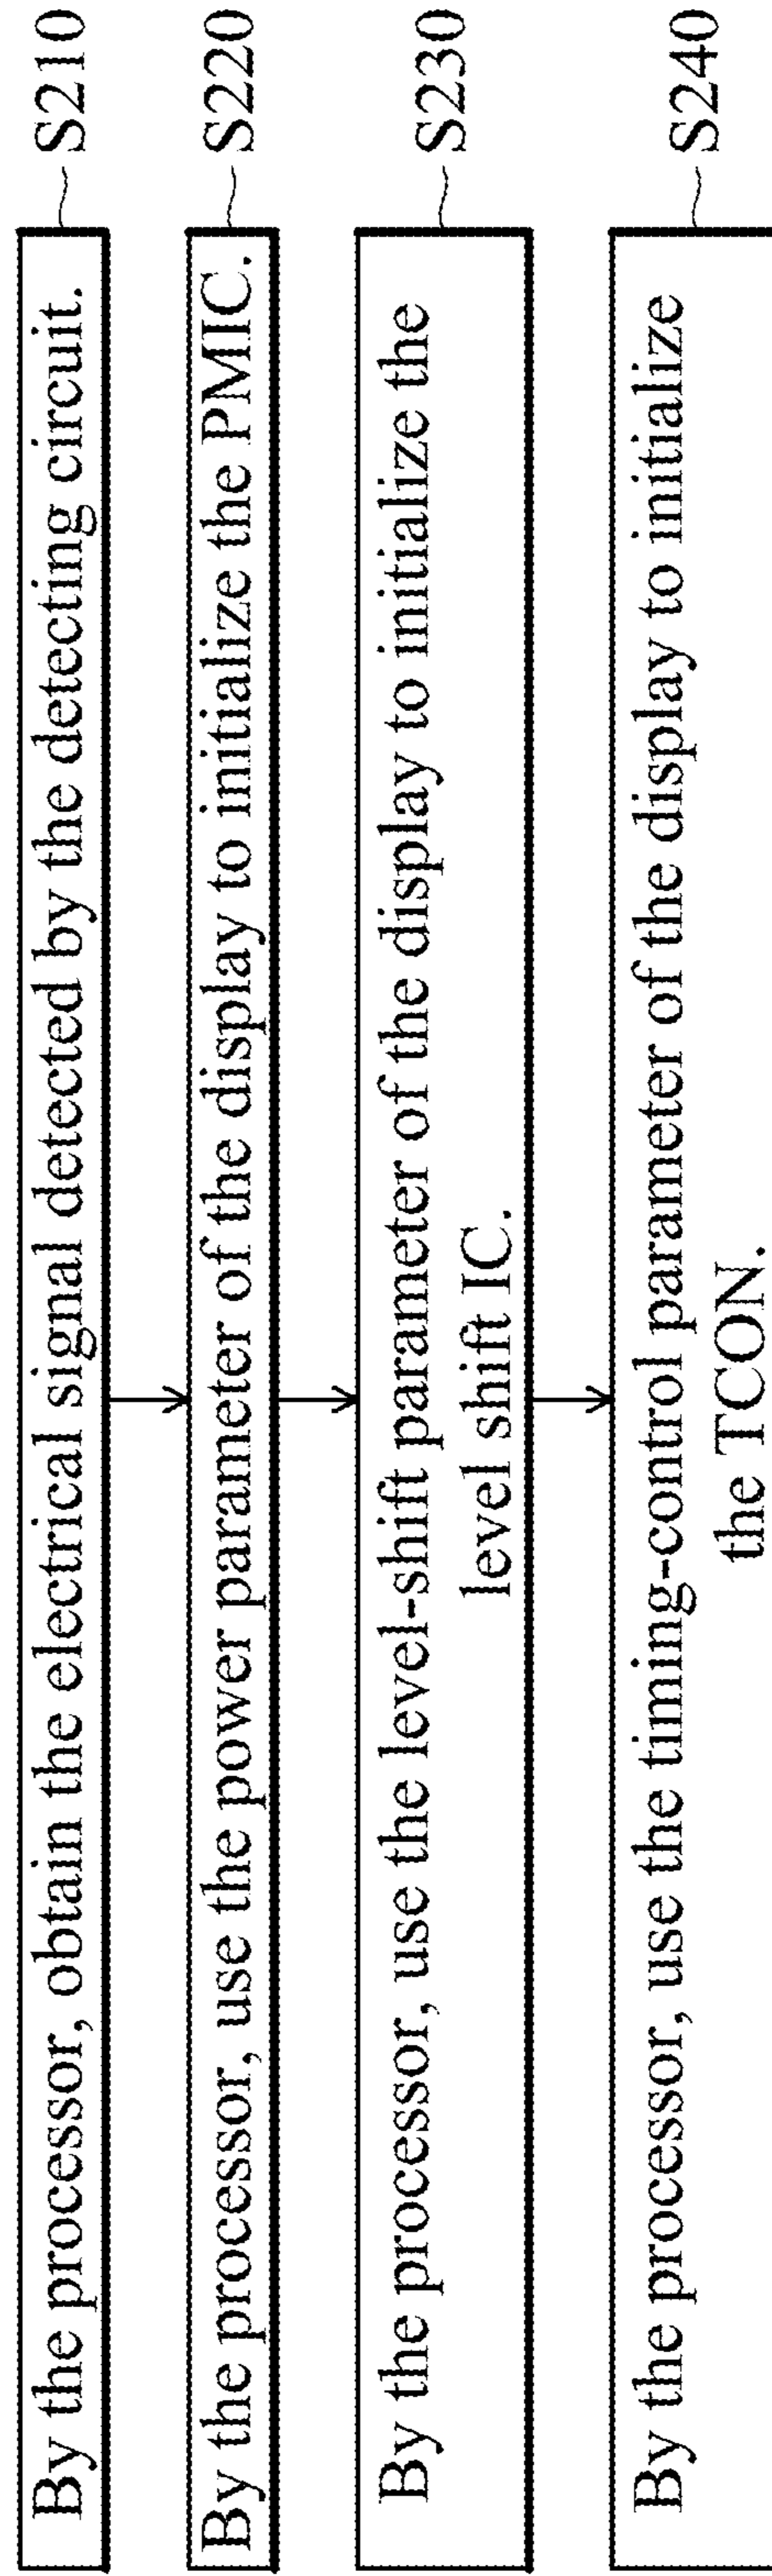 By the processor, obtain the electrical signal detected by the detecting circuit.
S210
By the processor, use the power parameter of the display to initialize the PMIC.
S220
By the processor, use the level-shift parameter of the display to initialize the
level shift IC.
S230
By the processor, use the timing-control parameter of the display to initialize
the TCON.
S240